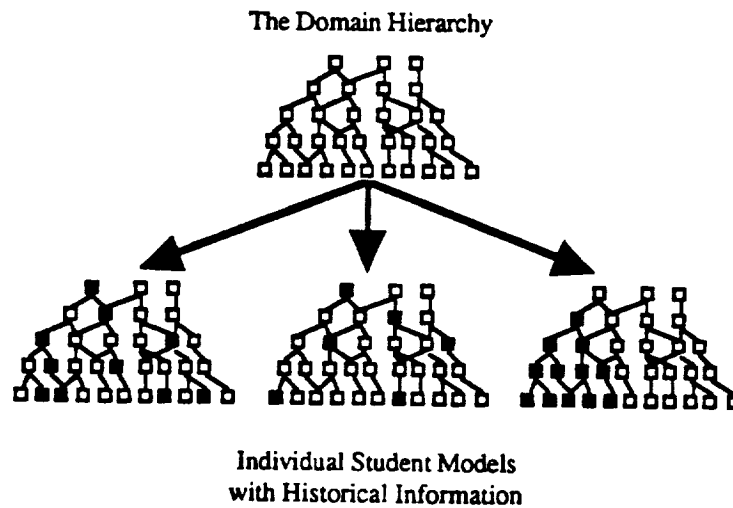 The Domain Hierarchy
Individual Student Models
with Historical Information